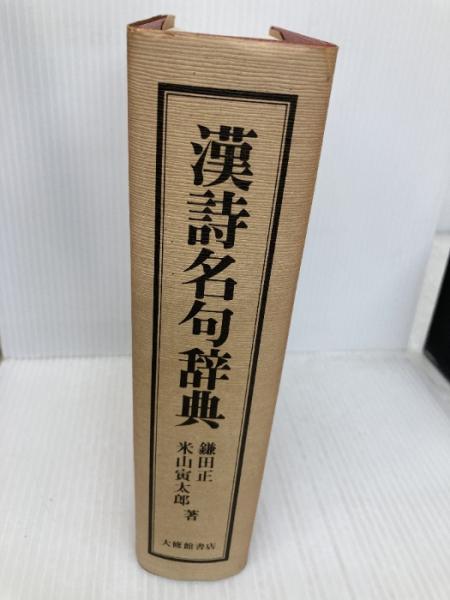 漢詩名句辞典
鎌田正
米山寅太郎
著
大修館書店